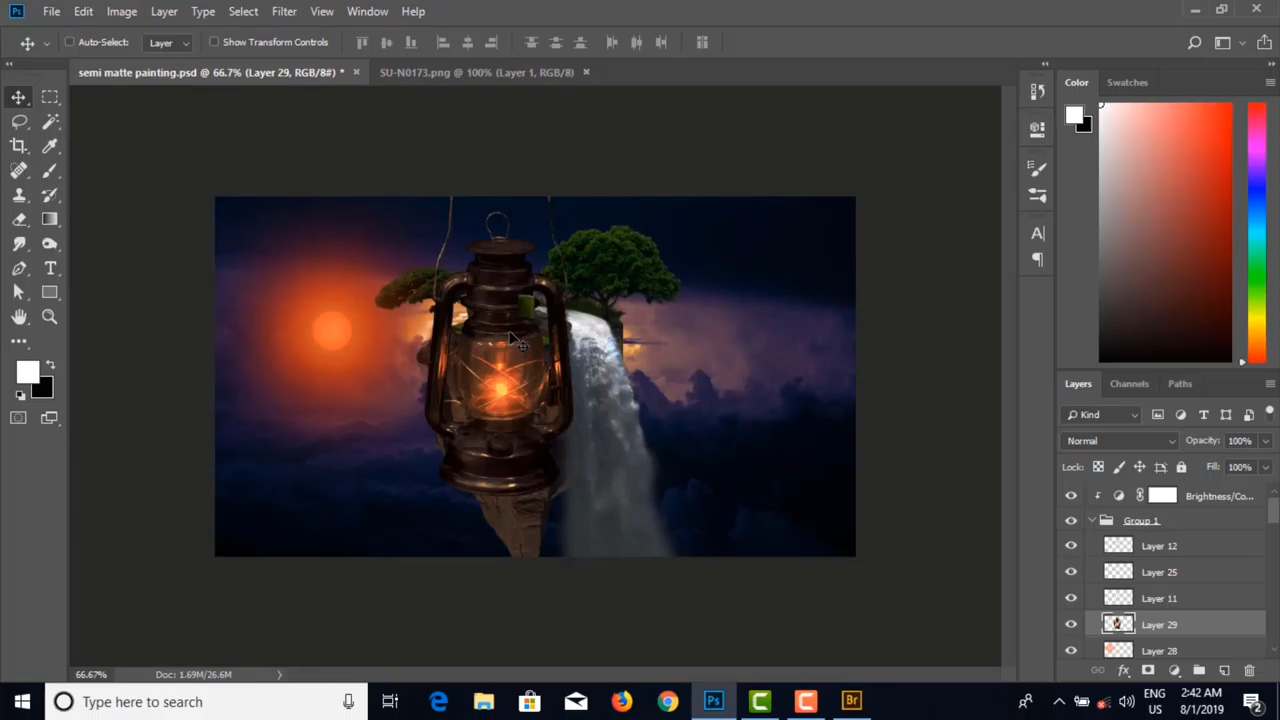 Ps File Edit Image Layer Type Select Filter View Window Help
Auto-Select: Layer Show Transform Controls
semi matte painting.psd @ 66.7% (Layer 29, RGB/8#) * SU-N0173.png @ 100% (Layer 1, RGB/8)
Color Swatches
Layers Channels Paths
Kind
Normal Opacity: 100%
Lock: Fill: 100%
Brightness/Co...
Group 1
Layer 12
Layer 25
Layer 11
Layer 29
Layer 28
66.67% Doc: 1.69M/26.6M
Type here to search
Ps
Br
ENG
US
2:42 AM
8/1/2019
2